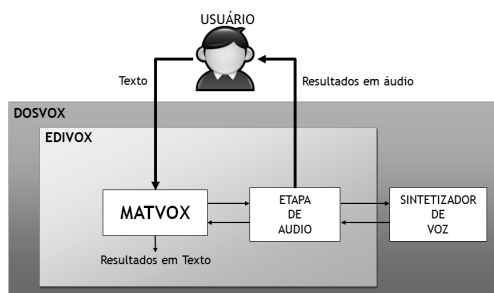 USUÁRIO
Texto
Resultados em áudio
DOSVOX
EDIVOX
MATVOX
ETAPA
DE
AUDIO
SINTETIZADOR
DE
VOZ
Resultados em Texto